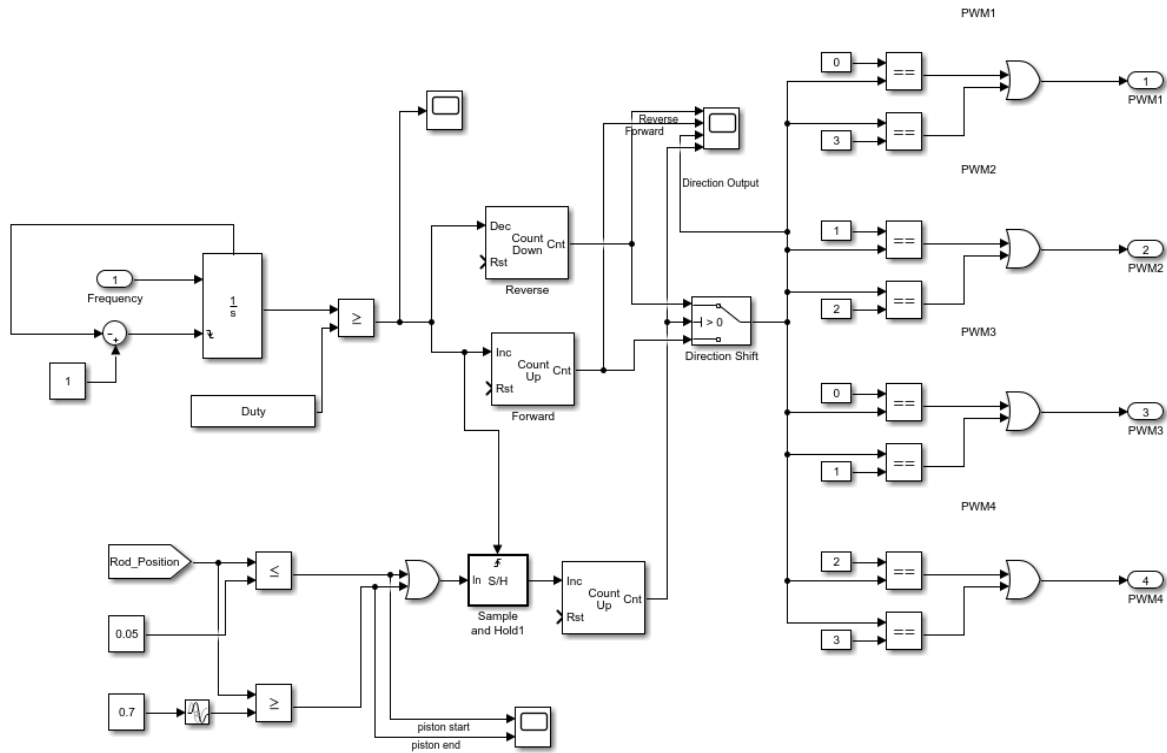 PWM1
0
==
1
PWM1
==
3
PWM2
Reverse
Forward
Direction Output
Dec
Count
Down
Cnt
Rst
Reverse
1
==
2
PWM2
==
2
PWM3
1
Frequency
1
s
≥
-
+
1
Duty
> 0
Direction Shift
Inc
Count
Up
Cnt
Rst
Forward
0
==
3
PWM3
==
1
PWM4
Rod_Position
≤
0.05
In
S/H
Sample
and Hold1
Inc
Count
Up
Cnt
Rst
2
==
4
PWM4
==
3
0.7
≥
piston start
piston end